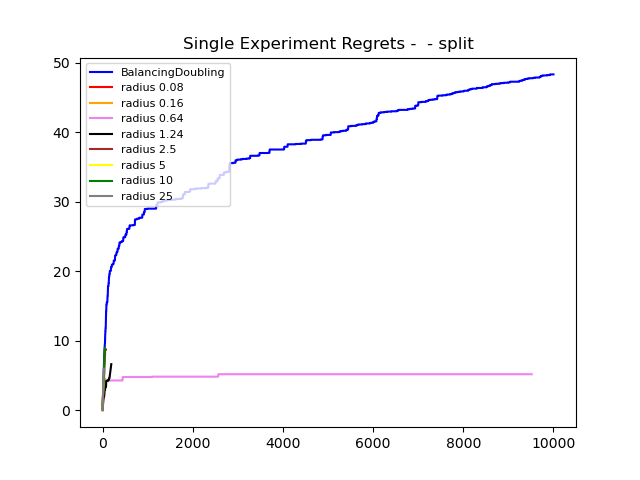 Single Experiment Regrets -  - split
50
40
30
20
10
0
BalancingDoubling
radius 0.08
radius 0.16
radius 0.64
radius 1.24
radius 2.5
radius 5
radius 10
radius 25
0 2000 4000 6000 8000 10000